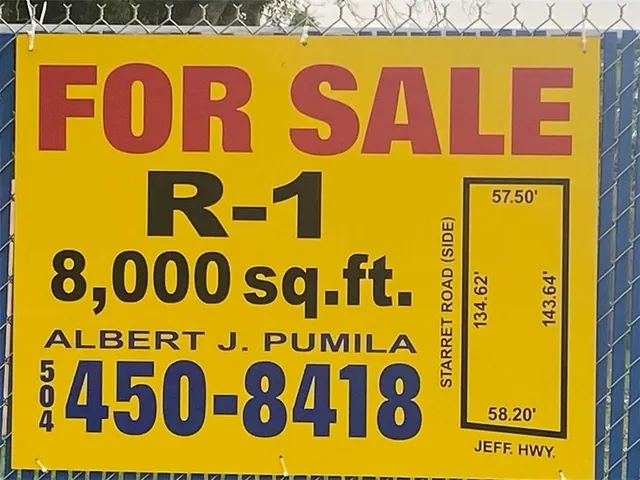 FOR SALE
R-1
8,000 sq.ft.
ALBERT J. PUMILA
504 450-8418
57.50'
STARRET ROAD (SIDE)
134.62'
143.64'
58.20'
JEFF. HWY.